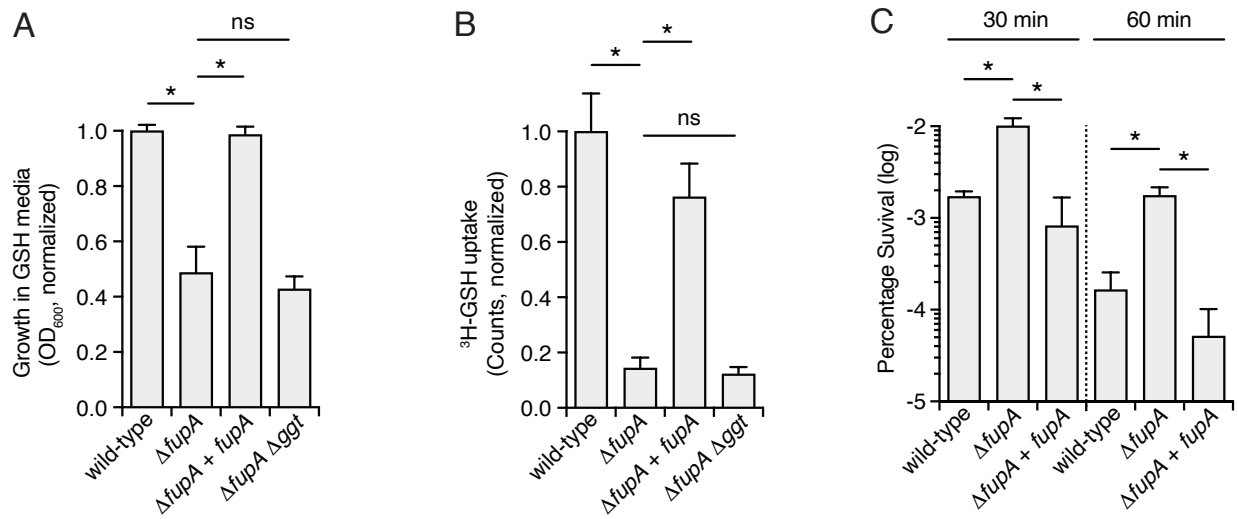 A
ns
*
*
Growth in GSH media
(OD600, normalized)
1.0
0.8
0.6
0.4
0.2
0.0
wild-type
ΔfupA
ΔfupA + fupA
ΔfupA Δggt
B
*
*
ns
³H-GSH uptake
(Counts, normalized)
1.0
0.8
0.6
0.4
0.2
0.0
wild-type
ΔfupA
ΔfupA + fupA
ΔfupA Δggt
C
30 min
60 min
*
*
*
*
Percentage Suvival (log)
-2
-3
-4
-5
wild-type
ΔfupA
ΔfupA + fupA
wild-type
ΔfupA
ΔfupA + fupA